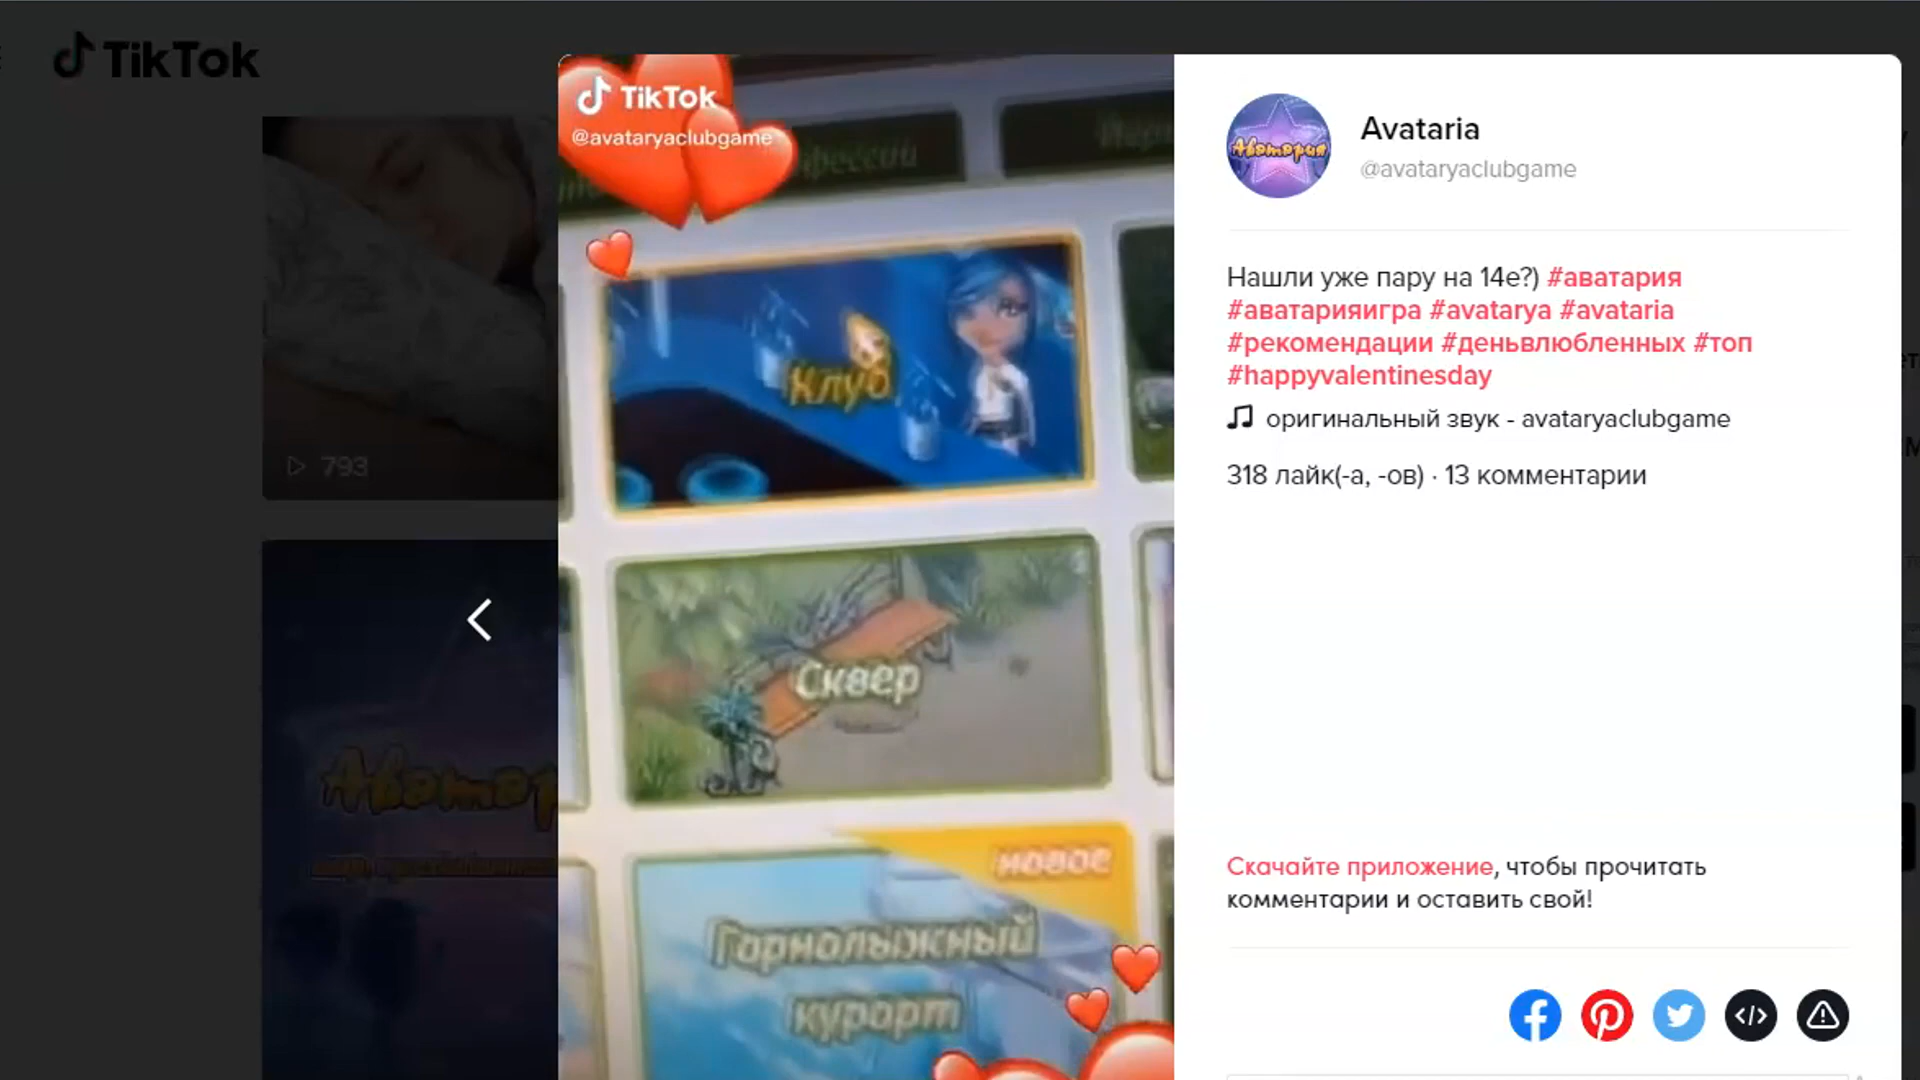 TikTok
TikTok
@avataryaclubgame
793
Клуб
Сквер
новое
Горнолыжный
курорт
Аватария
Avataria
@avataryaclubgame
Нашли уже пару на 14е?) #аватария
#аватарияигра #avatarya #avataria
#рекомендации #деньвлюбленных #топ
#happyvalentinesday
оригинальный звук - avataryaclubgame
318 лайк(-а, -ов) · 13 комментарии
Скачайте приложение, чтобы прочитать
комментарии и оставить свой!